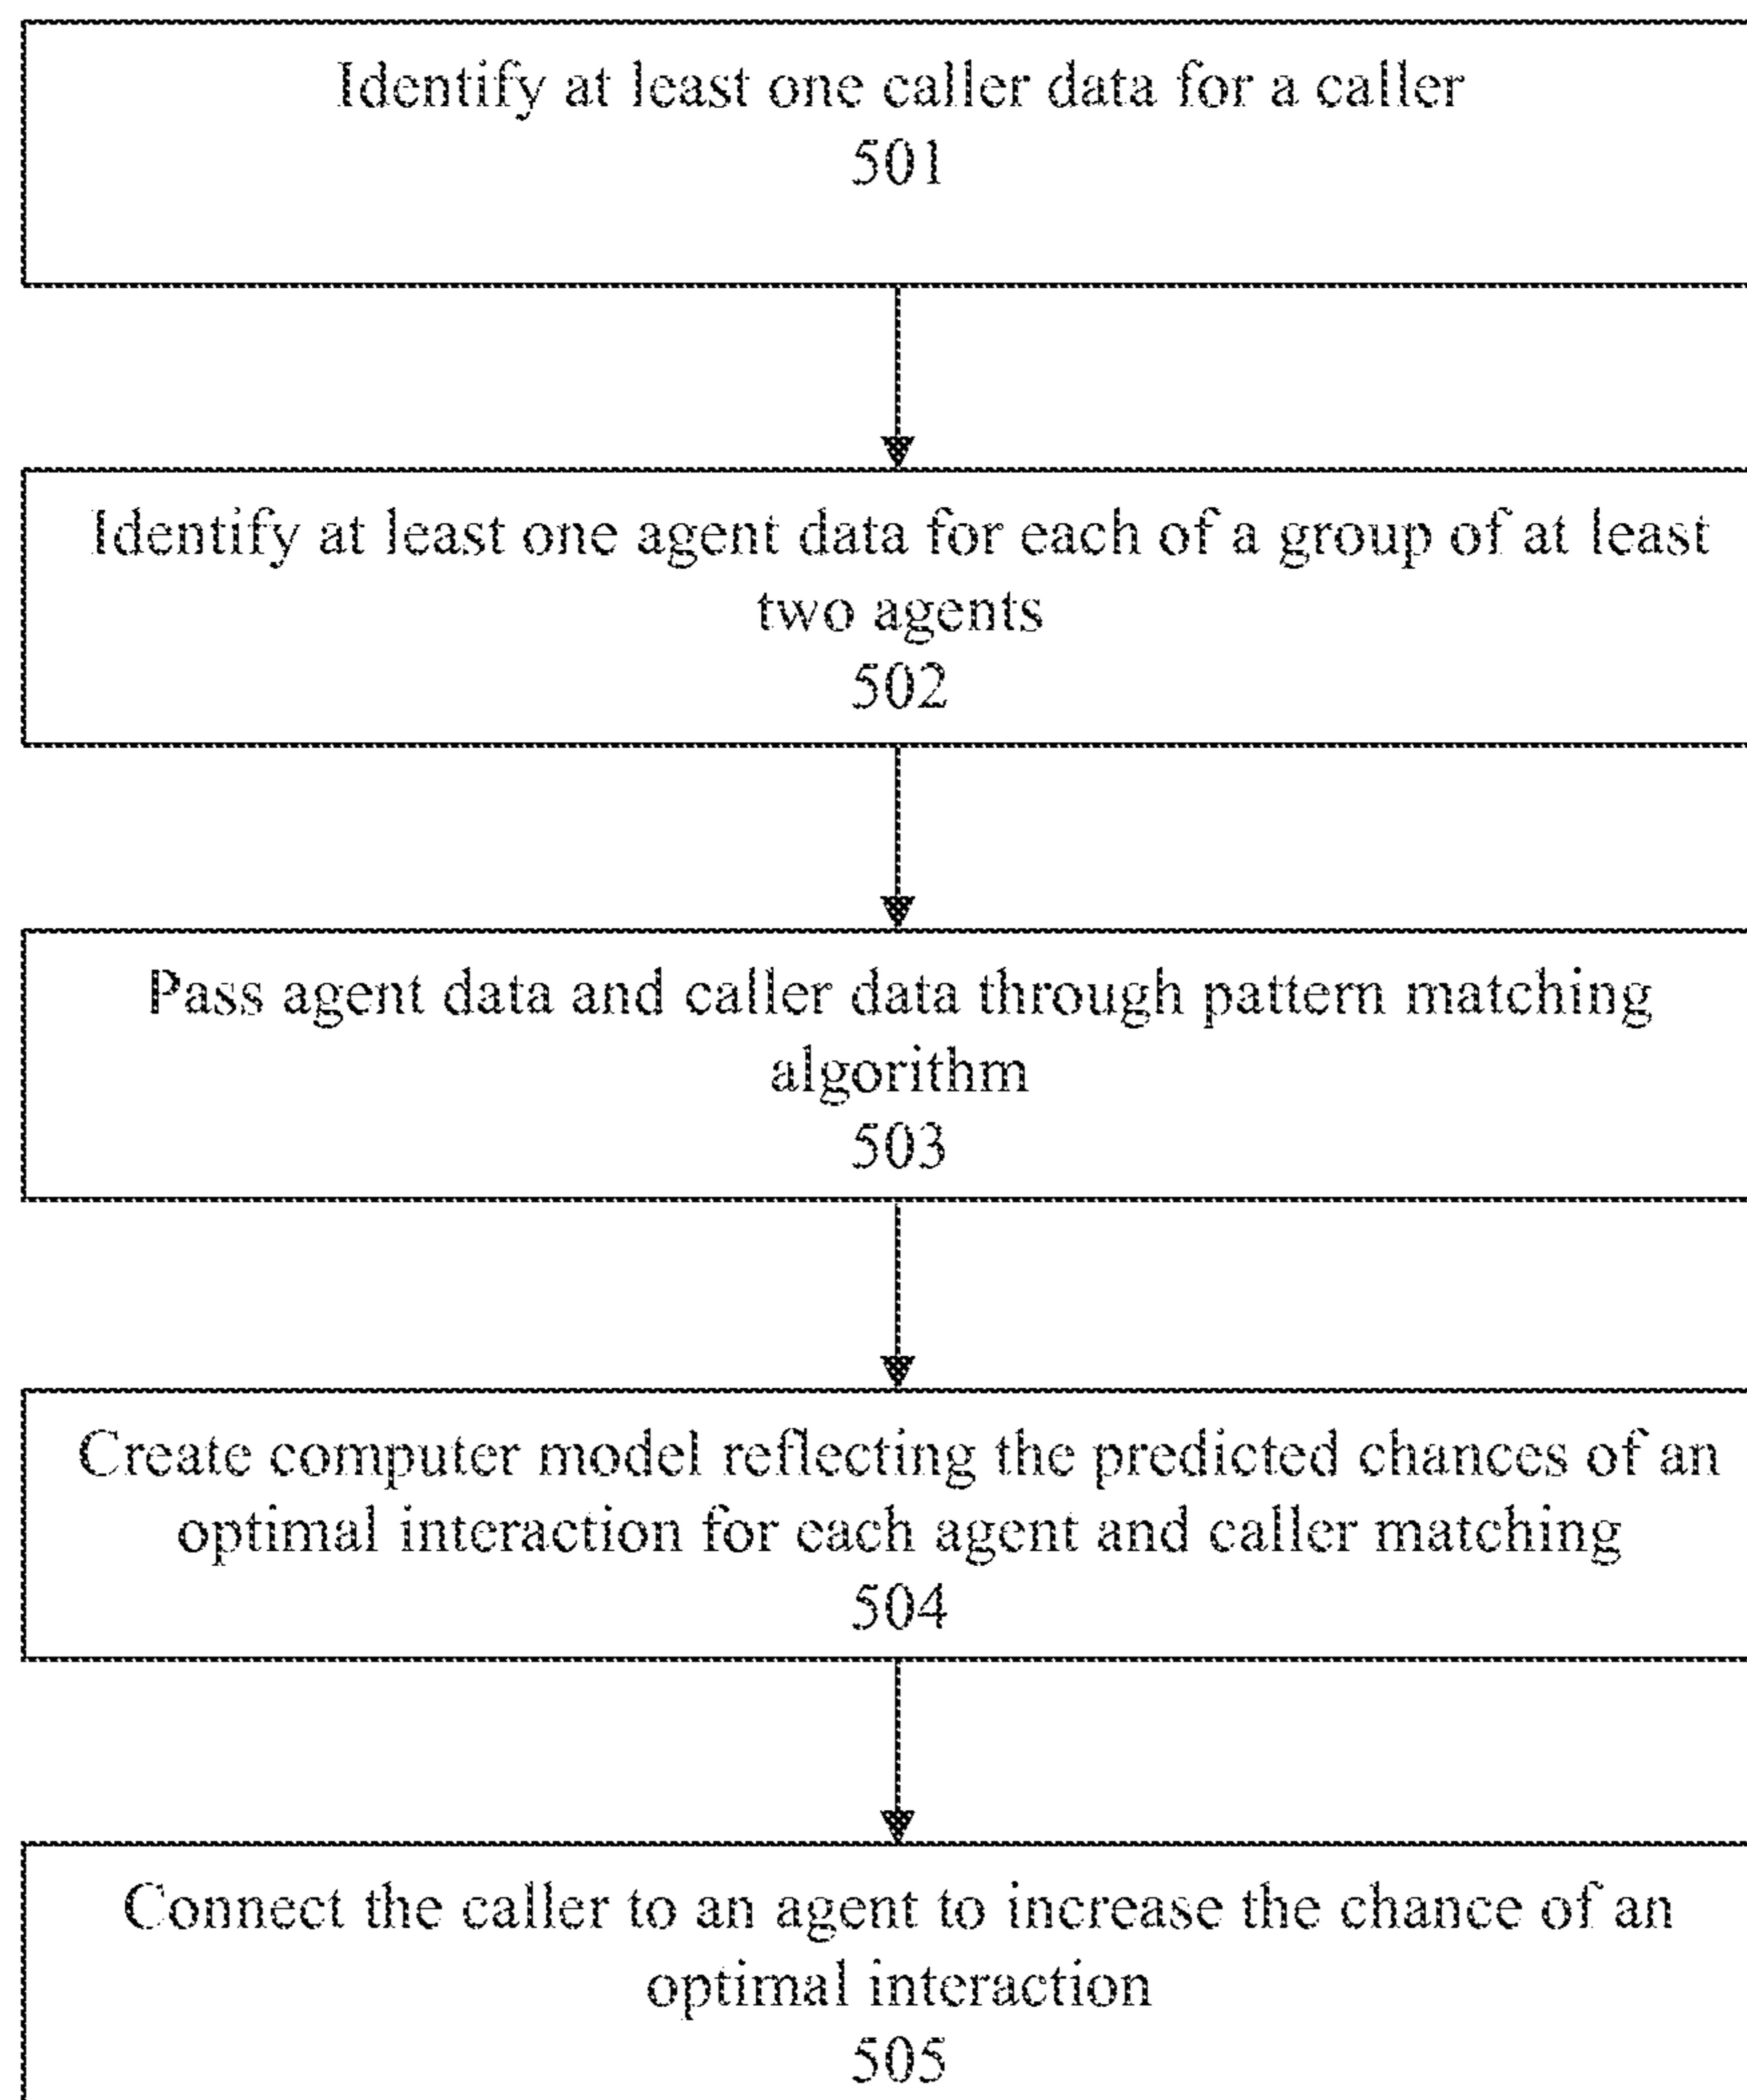 Identify at least one caller data for a caller
501
Identify at least one agent data for each of a group of at least
two agents
502
Pass agent data and caller data through pattern matching
algorithm
503
Create computer model reflecting the predicted chances of an
optimal interaction for each agent and caller matching
504
Connect the caller to an agent to increase the chance of an
optimal interaction
505